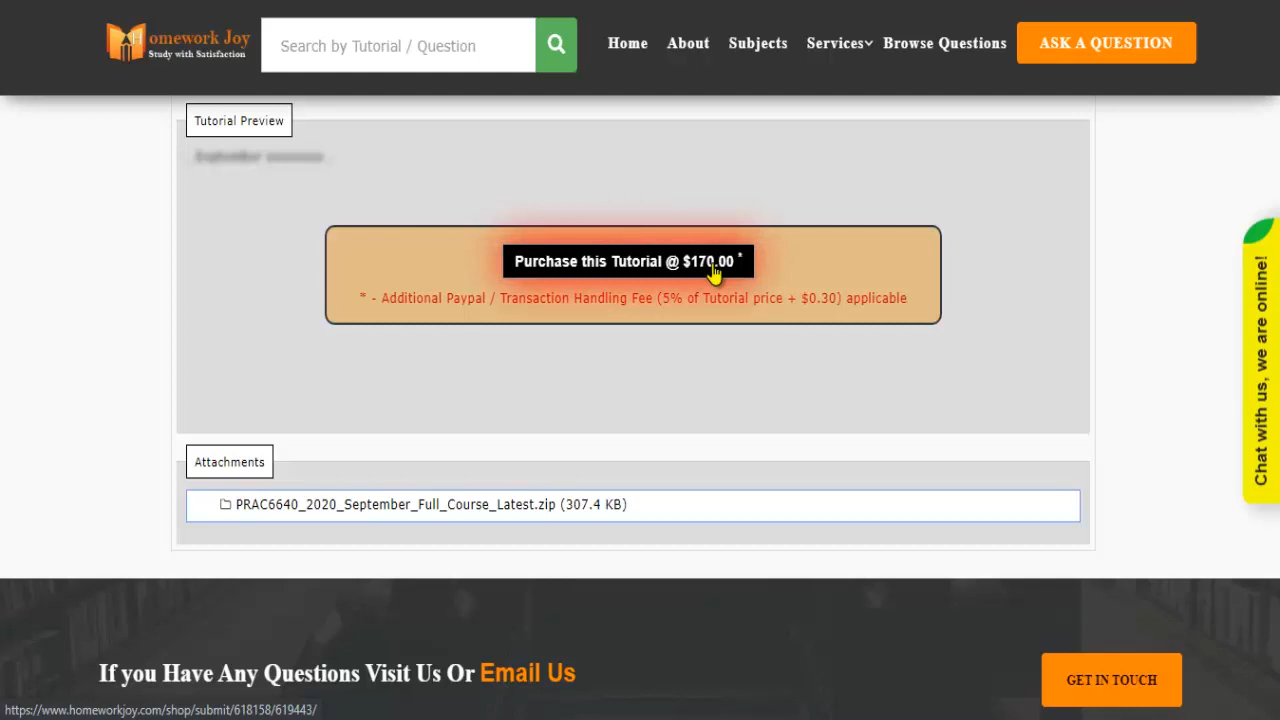 omework Joy
Study with Satisfaction
Search by Tutorial / Question
Home About Subjects Services Browse Questions
ASK A QUESTION
Tutorial Preview
September
Purchase this Tutorial @ $170.00 *
* - Additional Paypal / Transaction Handling Fee (5% of Tutorial price + $0.30) applicable
Chat with us, we are online!
Attachments
PRAC6640_2020_September_Full_Course_Latest.zip (307.4 KB)
If you Have Any Questions Visit Us Or Email Us
GET IN TOUCH
https://www.homeworkjoy.com/shop/submit/618158/619443/